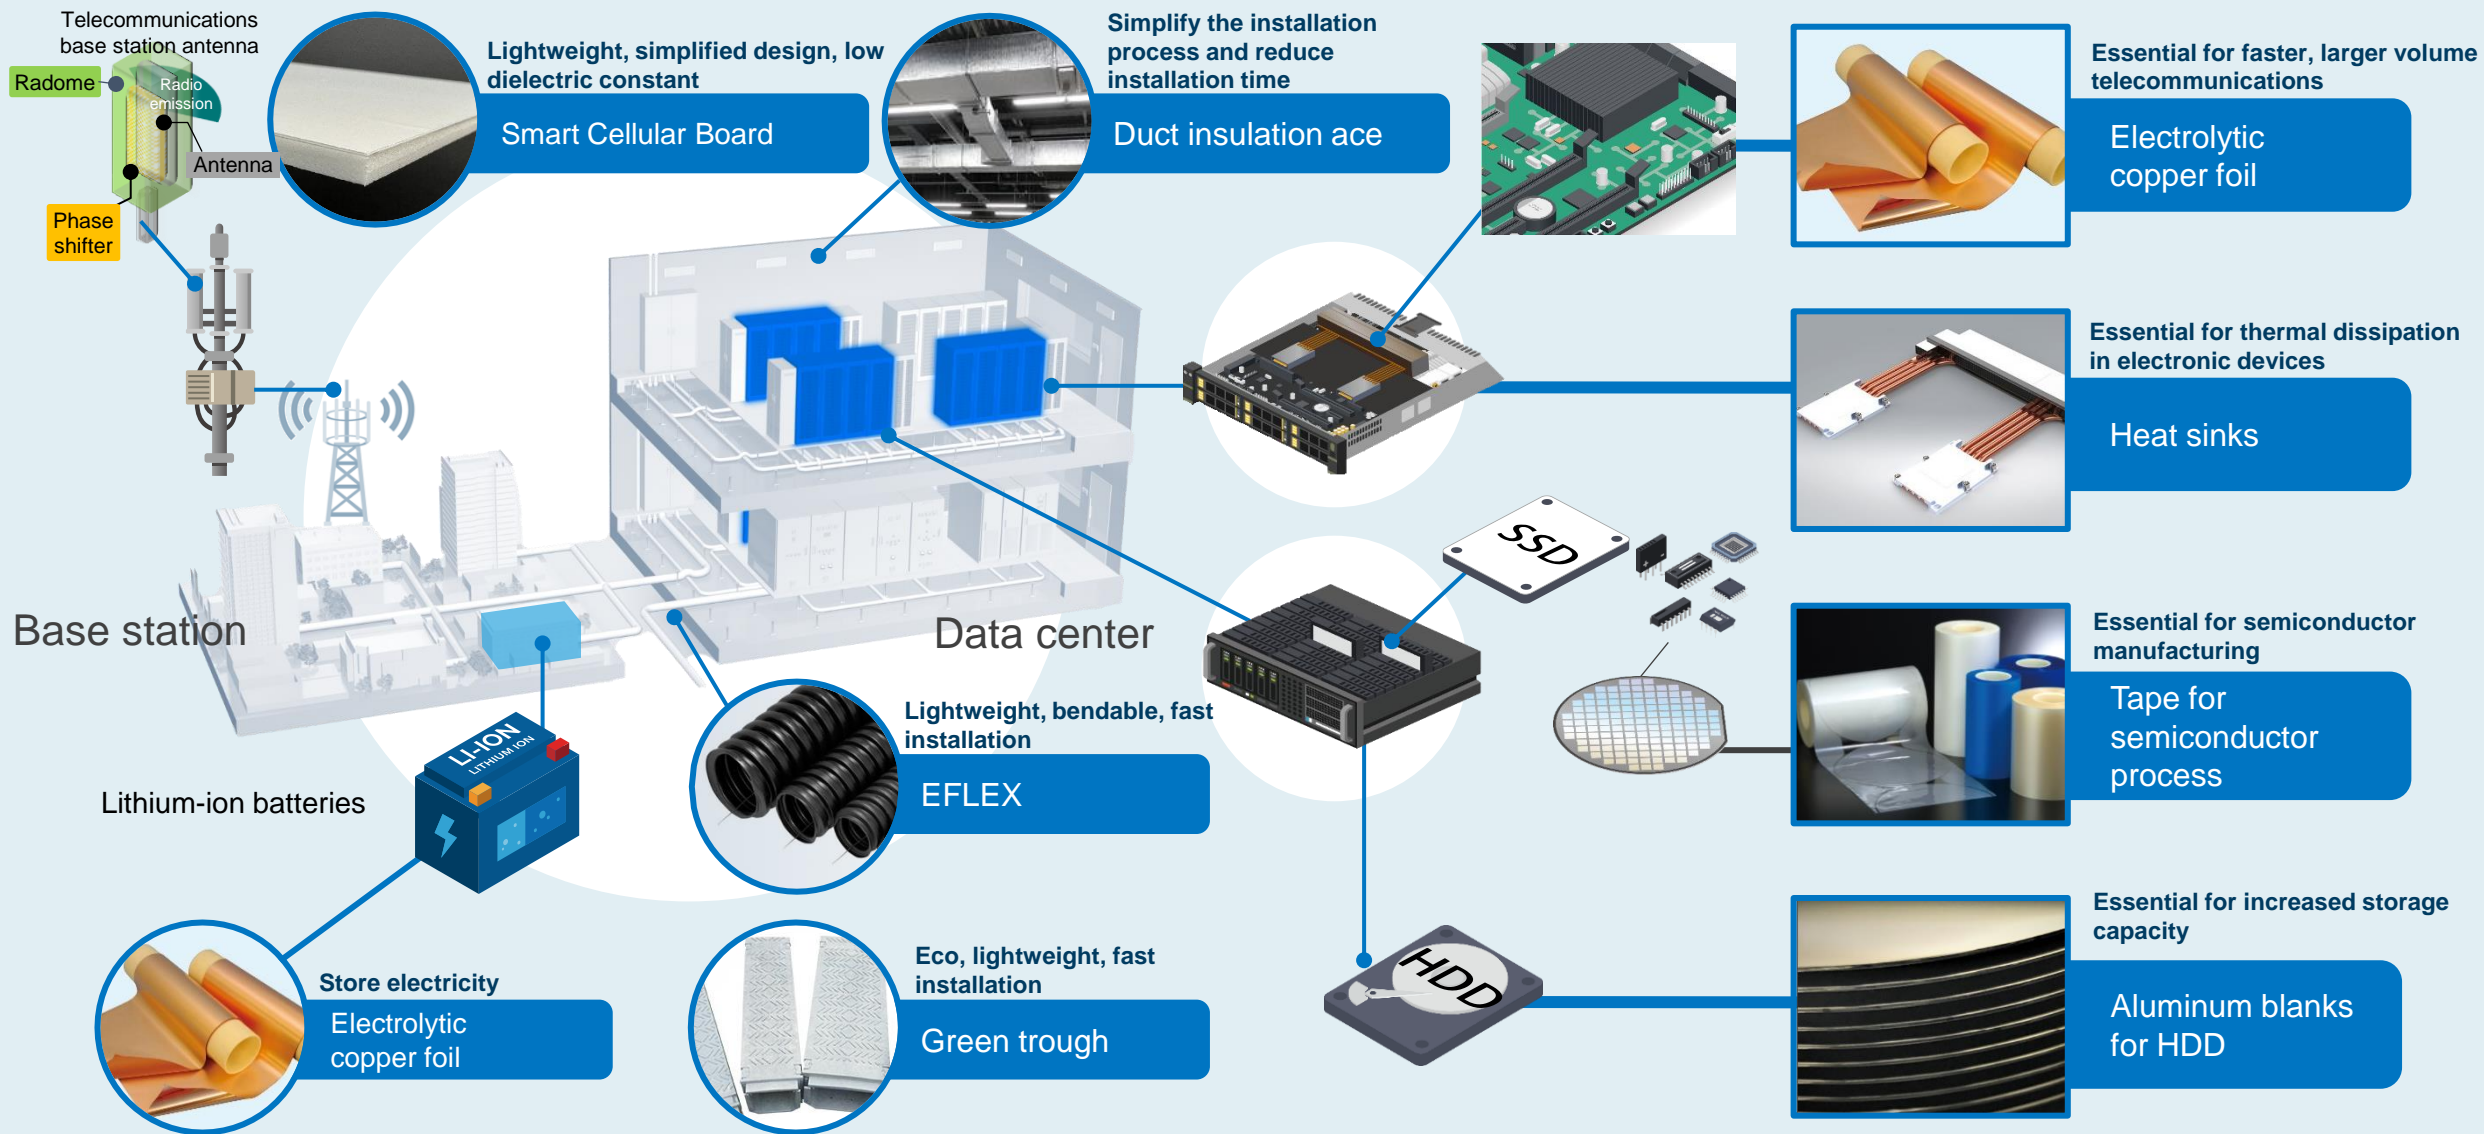 Telecommunications
base station antenna
Radome
Radio
emission
Antenna
Phase
shifter
Lightweight, simplified design, low
dielectric constant
Smart Cellular Board
Simplify the installation
process and reduce
installation time
Duct insulation ace
Essential for faster, larger volume
telecommunications
Electrolytic
copper foil
Essential for thermal dissipation
in electronic devices
Heat sinks
SSD
Base station
Data center
Essential for semiconductor
manufacturing
Tape for
semiconductor
process
Lightweight, bendable, fast
installation
EFLEX
LI-ION
LITHIUM ION
Lithium-ion batteries
Essential for increased storage
capacity
Aluminum blanks
for HDD
HDD
Eco, lightweight, fast
installation
Green trough
Store electricity
Electrolytic
copper foil